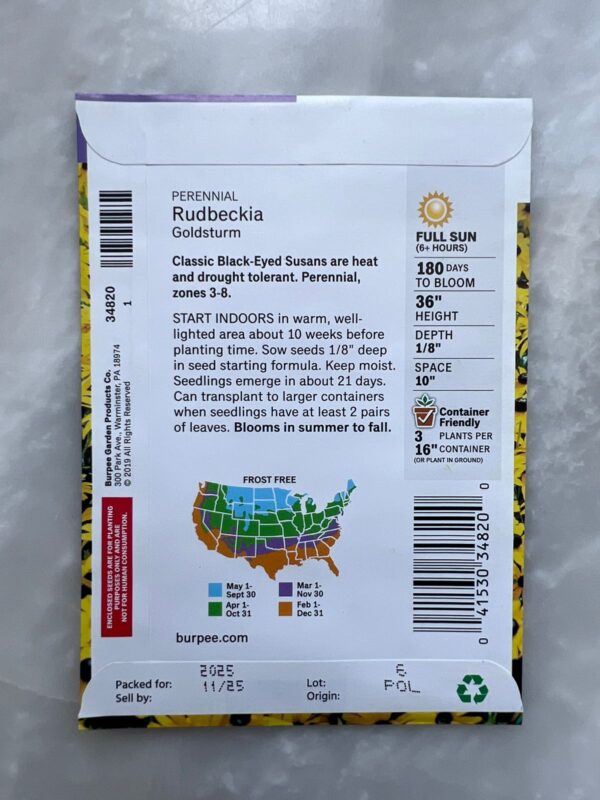 PERENNIAL
Rudbeckia
Goldsturm
Classic Black-Eyed Susans are heat
and drought tolerant. Perennial,
zones 3-8.
START INDOORS in warm, well-
lighted area about 10 weeks before
planting time. Sow seeds 1/8" deep
in seed starting formula. Keep moist.
Seedlings emerge in about 21 days.
Can transplant to larger containers
when seedlings have at least 2 pairs
of leaves. Blooms in summer to fall.
FULL SUN
(6+ HOURS)
180 DAYS
TO BLOOM
36"
HEIGHT
DEPTH
1/8"
SPACE
10"
Container
Friendly
3 PLANTS PER
16" CONTAINER
(OR PLANT IN GROUND)
34820
1
Burpee Garden Products Co.
300 Park Ave., Warminster, PA 18974
© 2019 All Rights Reserved
ENCLOSED SEEDS ARE FOR PLANTING
PURPOSES ONLY AND ARE
NOT FOR HUMAN CONSUMPTION.
FROST FREE
May 1-
Sept 30
Mar 1-
Nov 30
Apr 1-
Oct 31
Feb 1-
Dec 31
burpee.com
0 41530 34820 0
Packed for: 2025
Sell by: 11/25
Lot: 6
Origin: POL